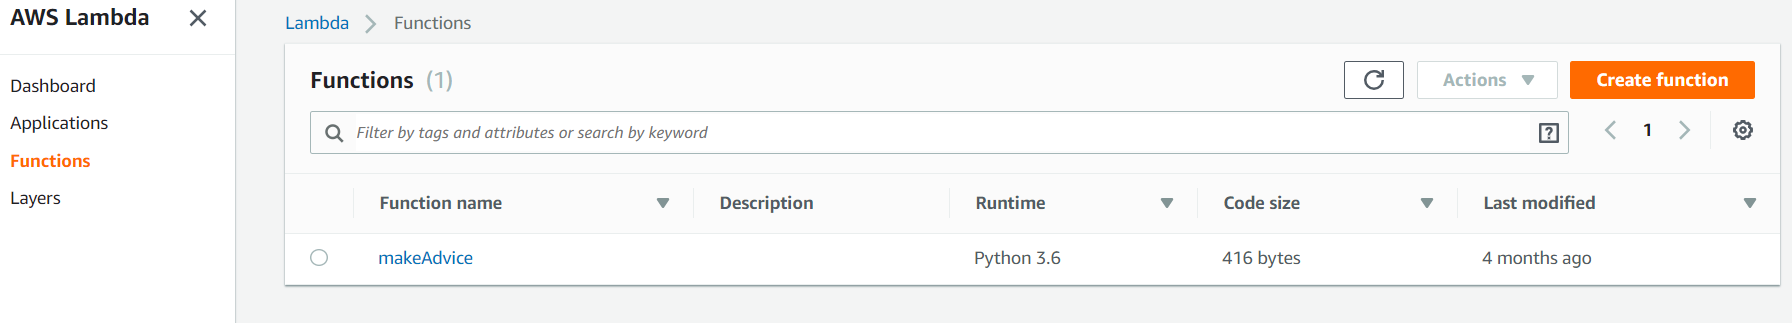 AWS Lambda
Lambda > Functions
Dashboard
Applications
Functions
Layers
Functions (1)
Actions
Create function
Filter by tags and attributes or search by keyword
1
Function name Description Runtime Code size Last modified
makeAdvice Python 3.6 416 bytes 4 months ago